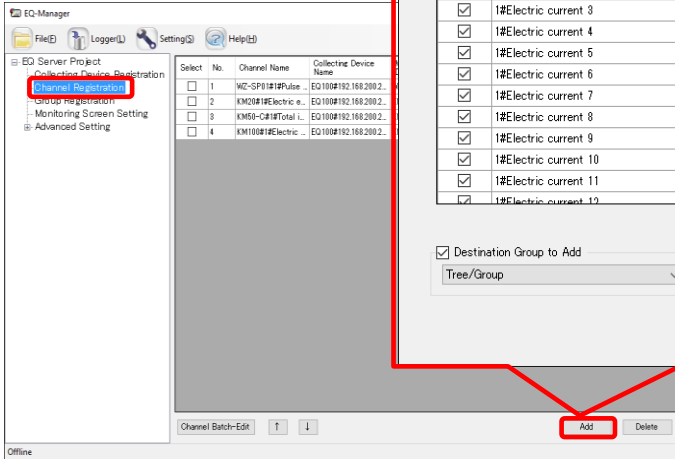 EQ-Manager
File(F) Logger(L) Setting(S) Help(H)
EQ Server Project
Collecting Device Registration
Channel Registration
Group Registration
Monitoring Screen Setting
Advanced Setting
Select No. Channel Name Collecting Device Name
1 WZ-SP01#1#Pulse ... EQ100#192.168.200.2...
2 KM20#1#Electric e... EQ100#192.168.200.2...
3 KM50-C#1#Total i... EQ100#192.168.200.2...
4 KM100#1#Electric ... EQ100#192.168.200.2...
1#Electric current 3
1#Electric current 4
1#Electric current 5
1#Electric current 6
1#Electric current 7
1#Electric current 8
1#Electric current 9
1#Electric current 10
1#Electric current 11
1#Electric current 12
Destination Group to Add
Tree/Group
Channel Batch-Edit ↑ ↓ Add Delete
Offline